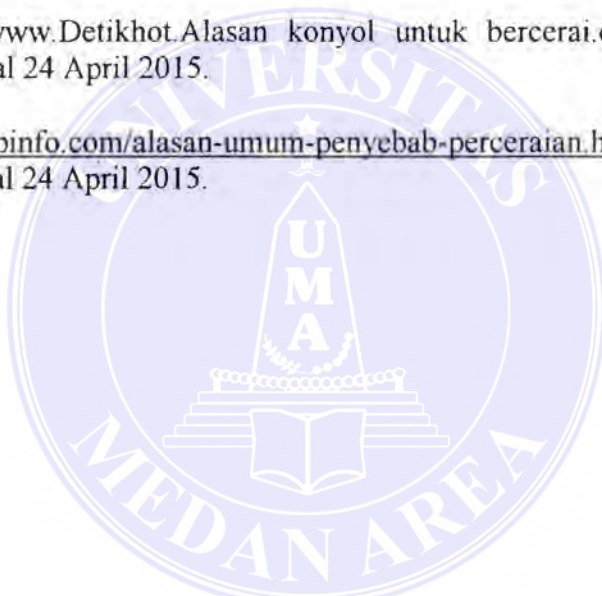 www.Detikhot.Alasan konyol untuk bercerai.
al 24 April 2015.
pinfo.com/alasan-umum-penyebab-perceraian.h
al 24 April 2015.
UNIVERSITAS
U
M
A
MEDAN AREA